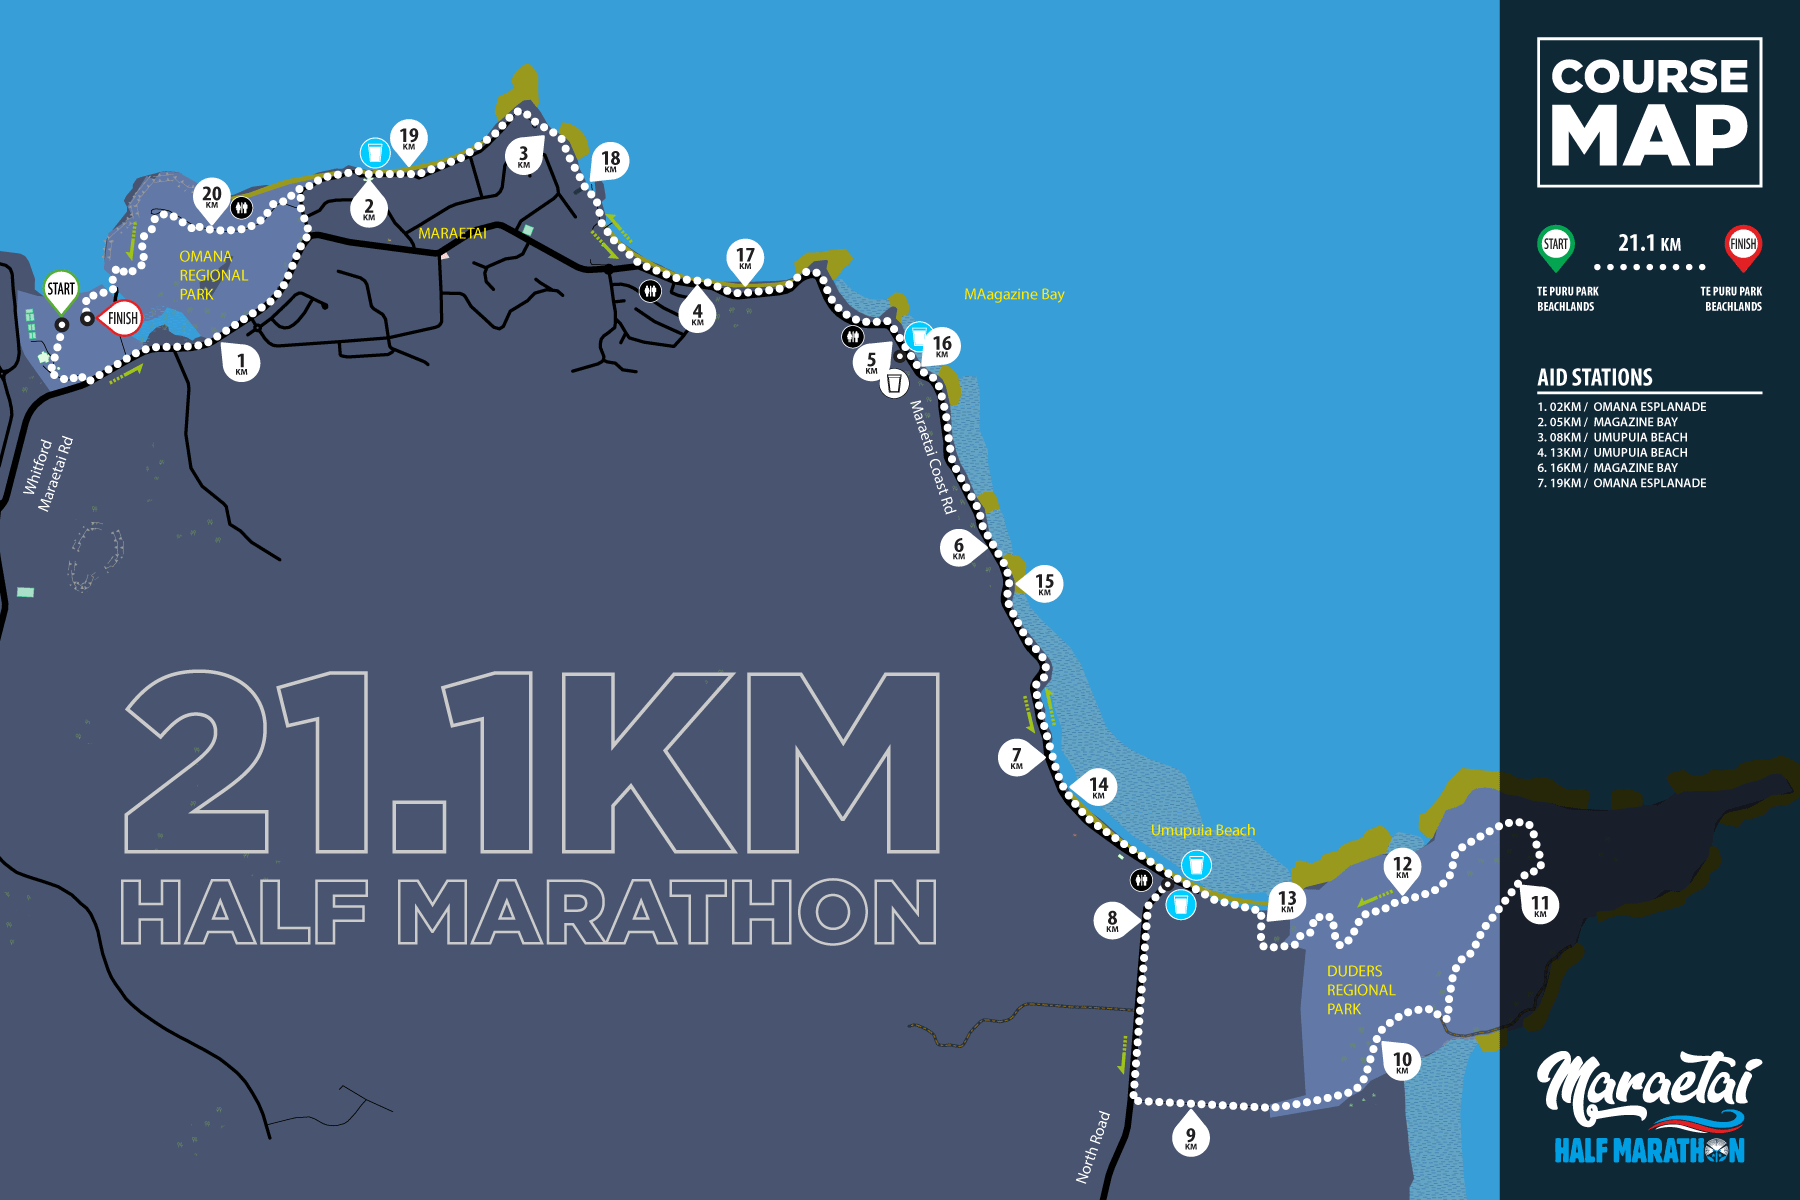 COURSE
MAP
START
21.1 KM
FINISH
TE PURU PARK
BEACHLANDS
TE PURU PARK
BEACHLANDS
AID STATIONS
1. 02KM / OMANA ESPLANADE
2. 05KM / MAGAZINE BAY
3. 08KM / UMUPUIA BEACH
4. 13KM / UMUPUIA BEACH
6. 16KM / MAGAZINE BAY
7. 19KM / OMANA ESPLANADE
19
KM
3
KM
18
KM
20
KM
2
KM
MARAETAI
OMANA
REGIONAL
PARK
17
KM
START
FINISH
MAagazine Bay
4
KM
1
KM
5
KM
16
KM
Whitford
Maraetai Rd
Maraetai Coast Rd
6
KM
15
KM
7
KM
14
KM
21.1KM
HALF MARATHON
Umupuia Beach
12
KM
13
KM
11
KM
8
KM
DUDERS
REGIONAL
PARK
10
KM
9
KM
North Road
Maraetai
HALF MARATHON